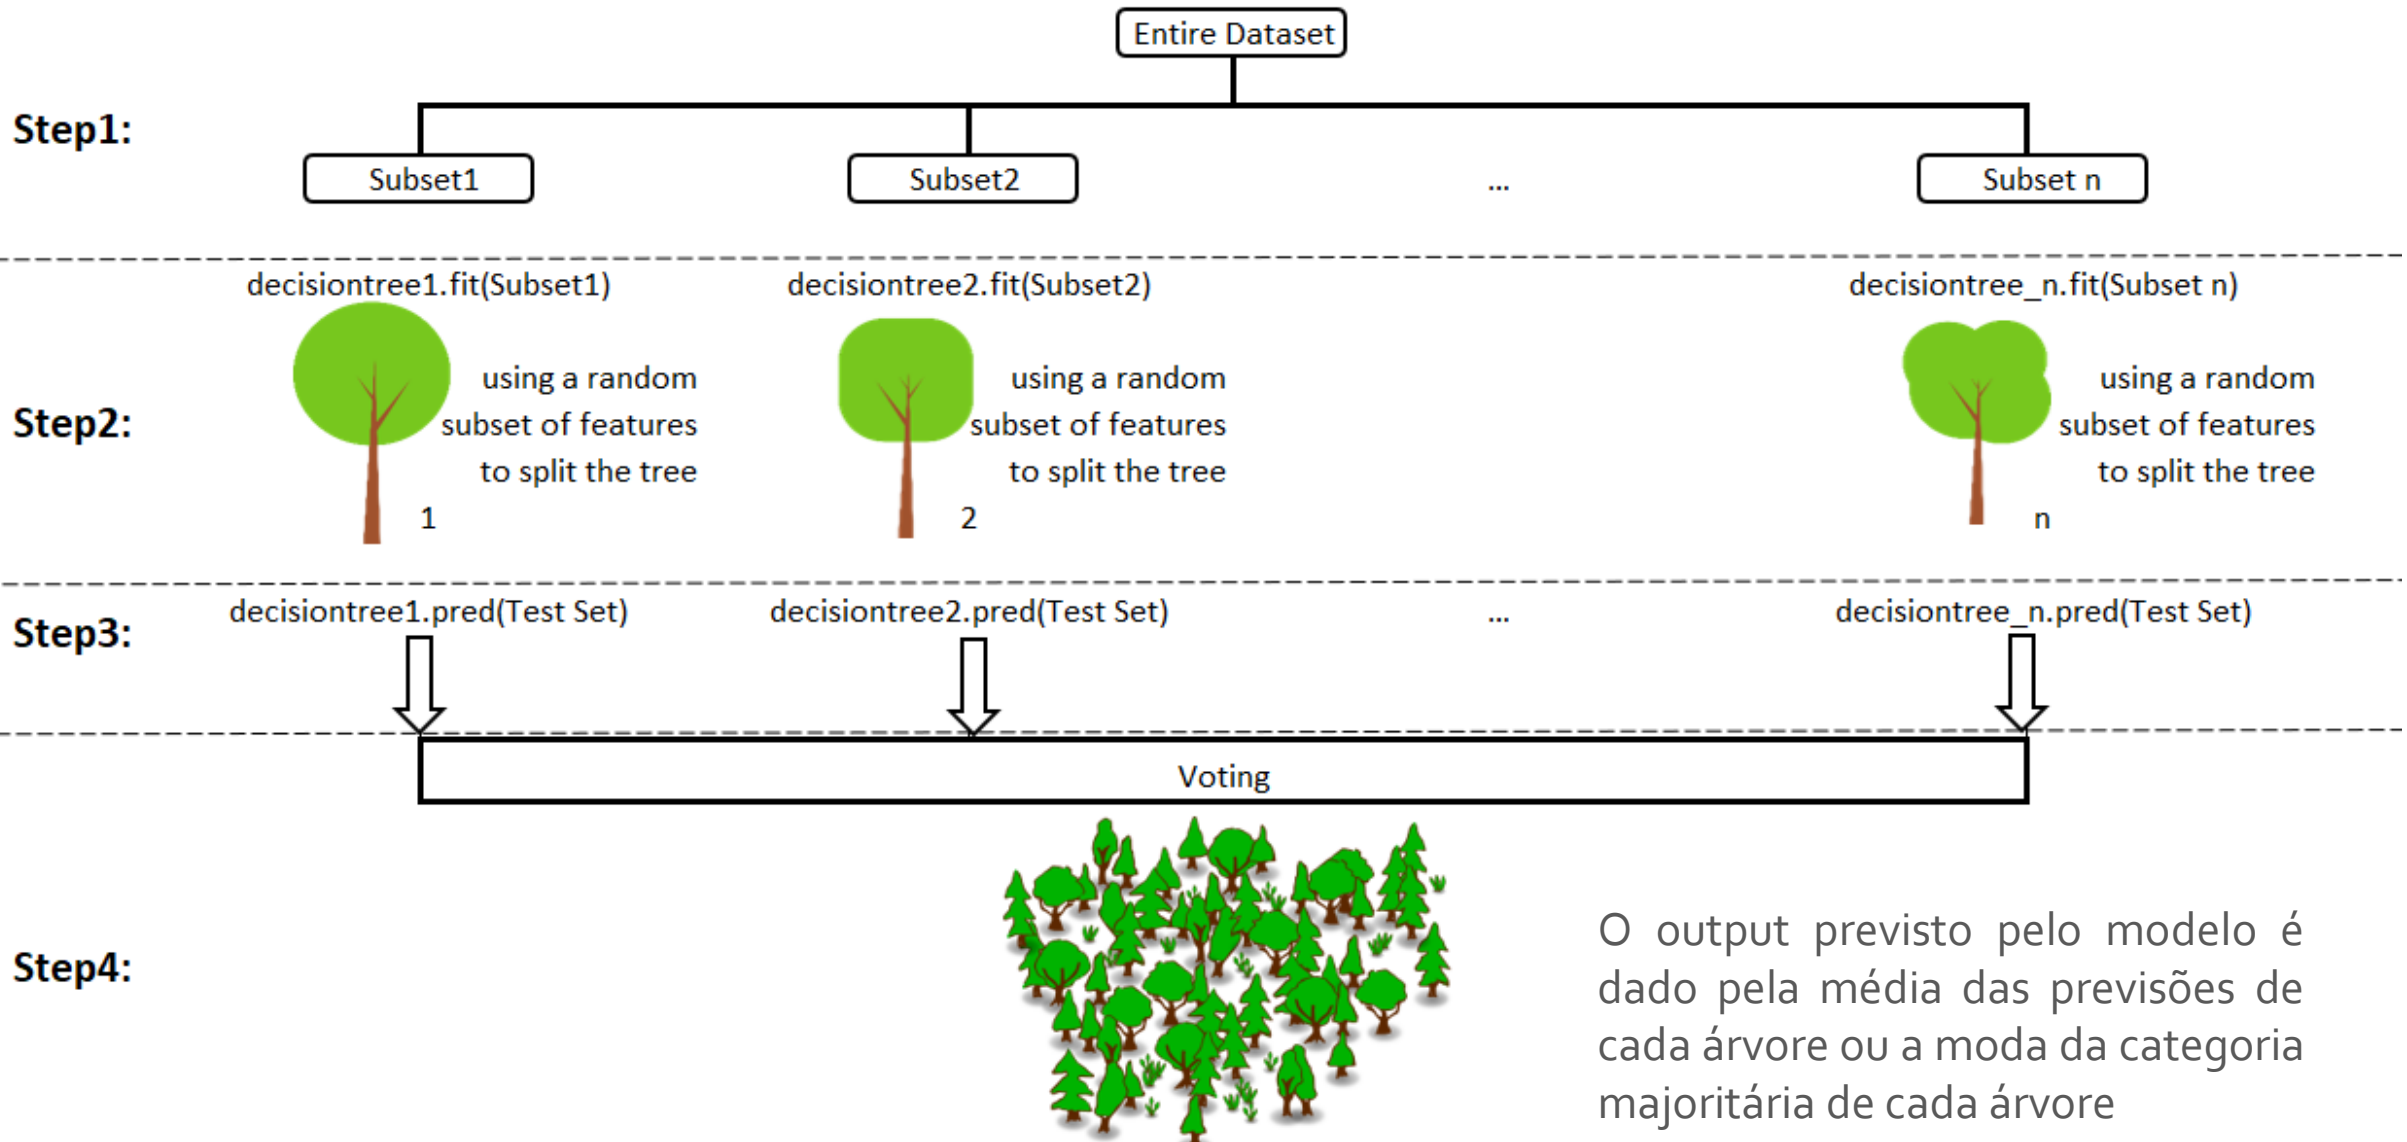 Entire Dataset
Step1:
Subset1
Subset2
...
Subset n
decisiontree1.fit(Subset1)
decisiontree2.fit(Subset2)
decisiontree_n.fit(Subset n)
Step2:
using a random
subset of features
to split the tree
1
using a random
subset of features
to split the tree
2
using a random
subset of features
to split the tree
n
Step3:
decisiontree1.pred(Test Set)
decisiontree2.pred(Test Set)
...
decisiontree_n.pred(Test Set)
Voting
Step4:
O output previsto pelo modelo é
dado pela média das previsões de
cada árvore ou a moda da categoria
majoritária de cada árvore